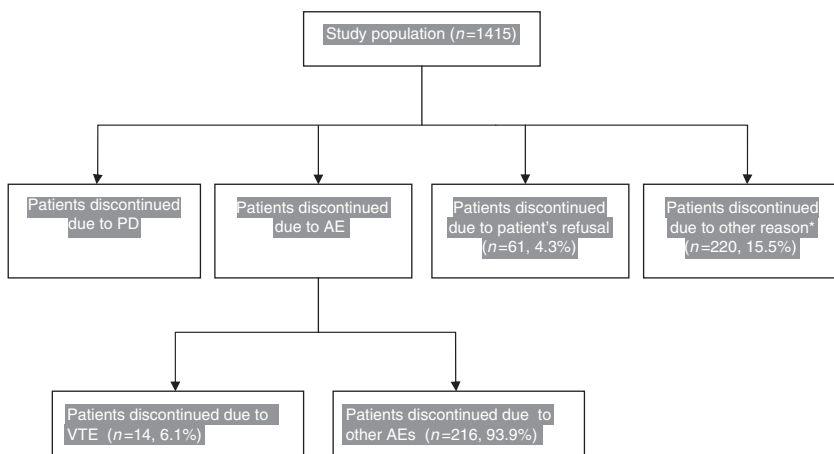 Study population (n=1415)
Patients discontinued
due to PD
Patients discontinued
due to AE
Patients discontinued
due to patient's refusal
(n=61, 4.3%)
Patients discontinued
due to other reason*
(n=220, 15.5%)
Patients discontinued due to
VTE (n=14, 6.1%)
Patients discontinued due to
other AEs (n=216, 93.9%)